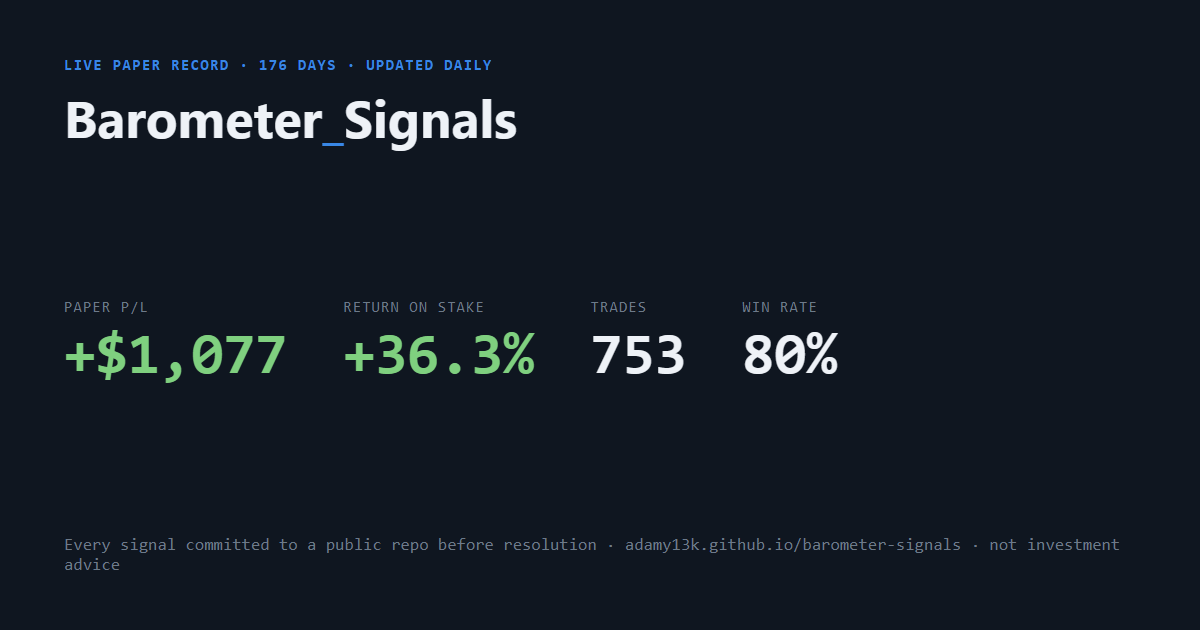 LIVE PAPER RECORD · 176 DAYS · UPDATED DAILY
Barometer_Signals
PAPER P/L
+$1,077
RETURN ON STAKE
+36.3%
TRADES
753
WIN RATE
80%
Every signal committed to a public repo before resolution · adamy13k.github.io/barometer-signals · not investment
advice